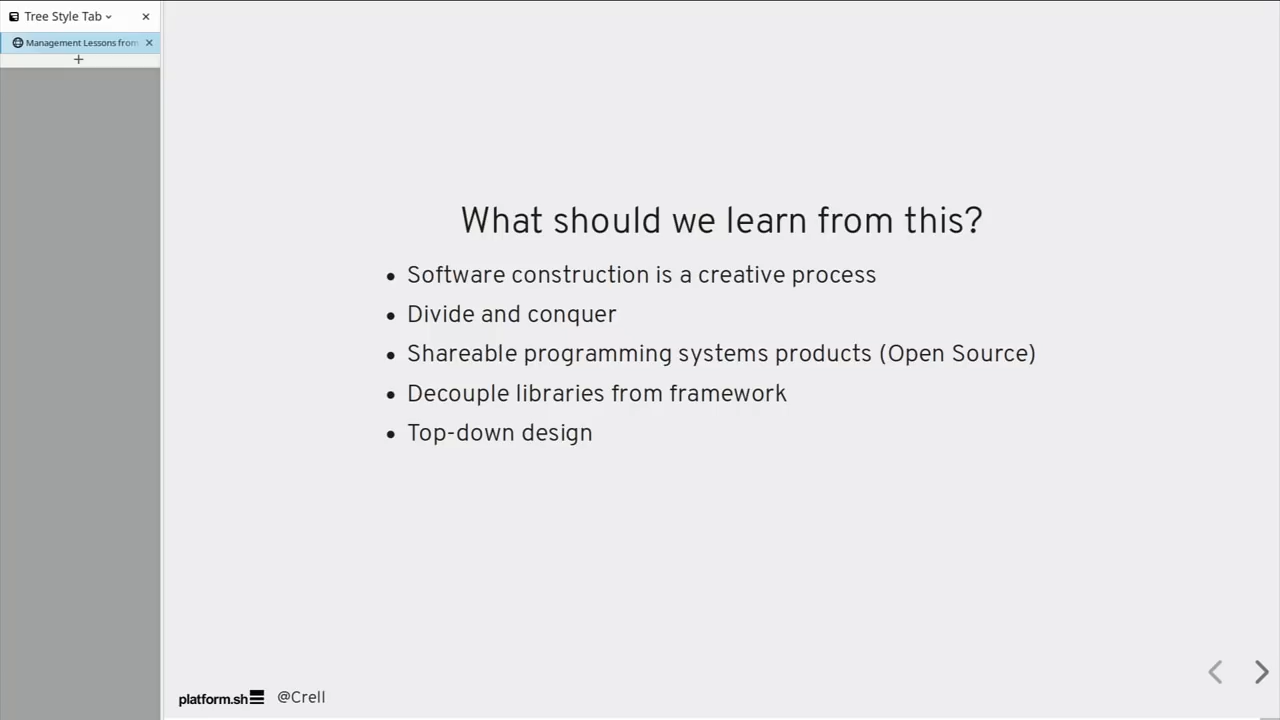 Tree Style Tab
Management Lessons from
What should we learn from this?
Software construction is a creative process
Divide and conquer
Shareable programming systems products (Open Source)
Decouple libraries from framework
Top-down design
platform.sh @Crell